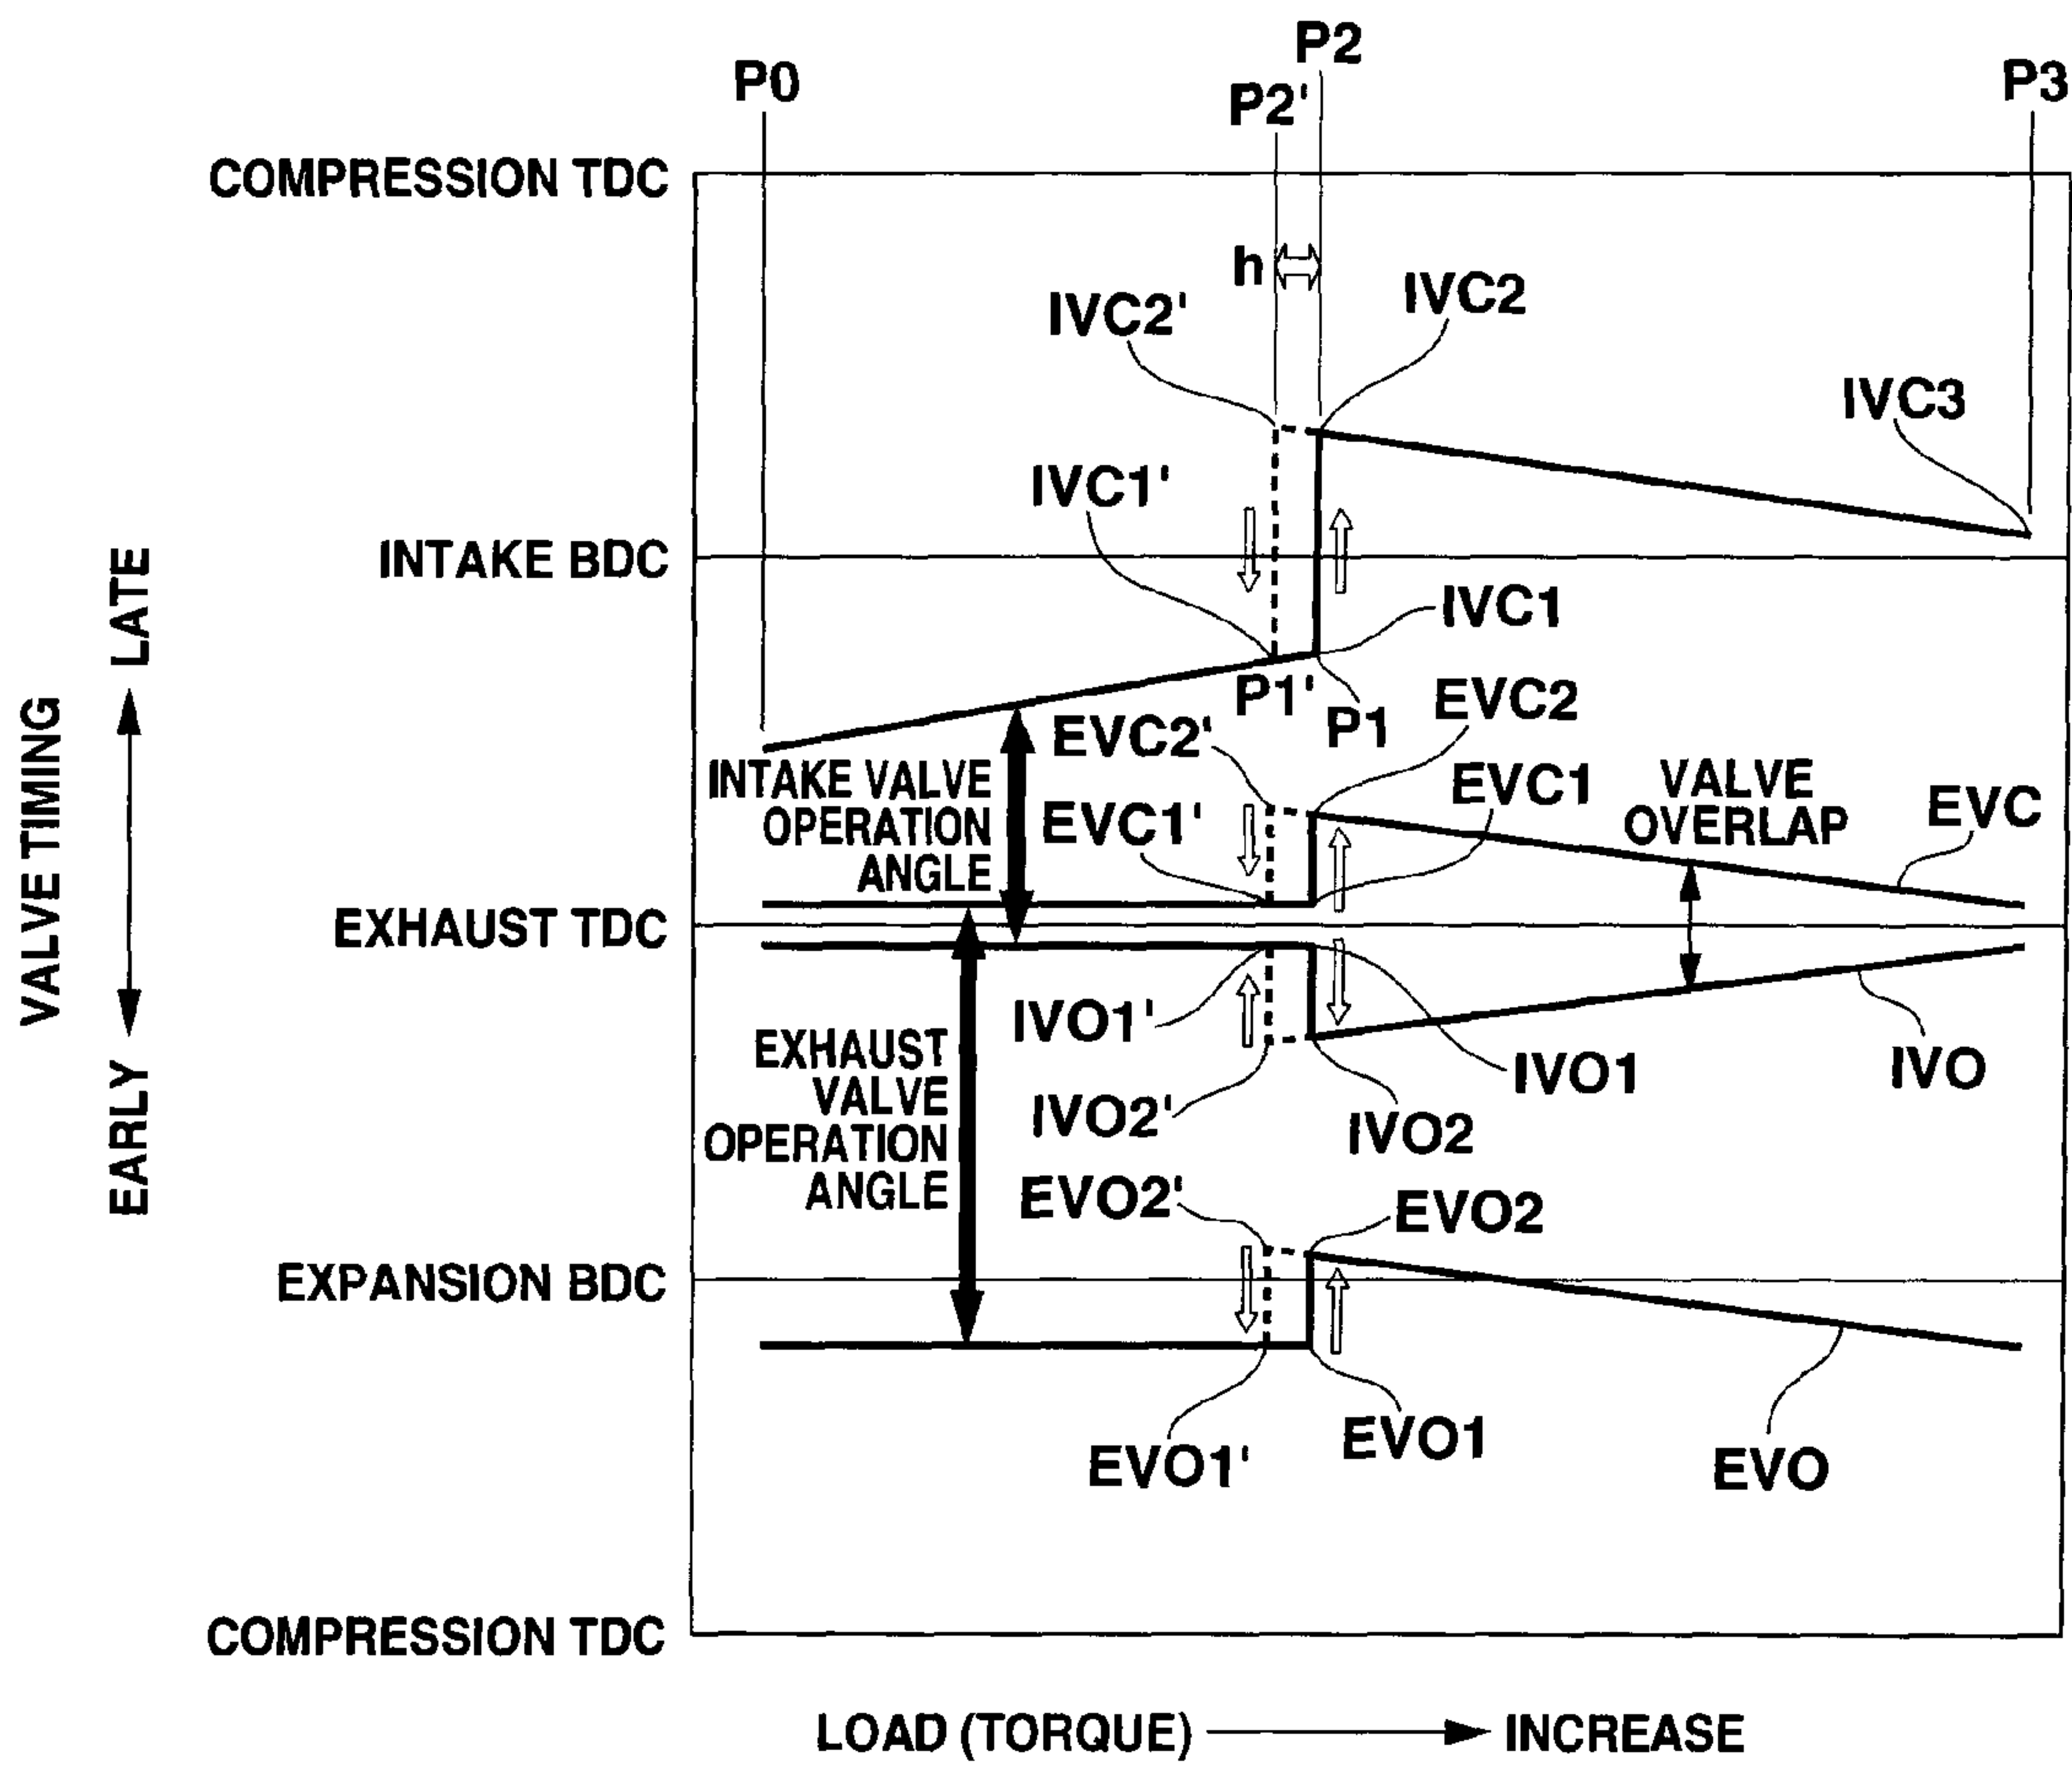 P0
P2
P2'
P3
COMPRESSION TDC
h
IVC2'
IVC2
IVC3
IVC1'
INTAKE BDC
IVC1
P1'
P1
EVC2'
EVC2
INTAKE VALVE
OPERATION
ANGLE
EVC1'
EVC1
VALVE
OVERLAP
EVC
VALVE TIMING
LATE
EARLY
EXHAUST TDC
EXHAUST
VALVE
OPERATION
ANGLE
IVO1'
IVO1
IVO
IVO2'
IVO2
EVO2'
EVO2
EXPANSION BDC
EVO1'
EVO1
EVO
COMPRESSION TDC
LOAD (TORQUE) INCREASE